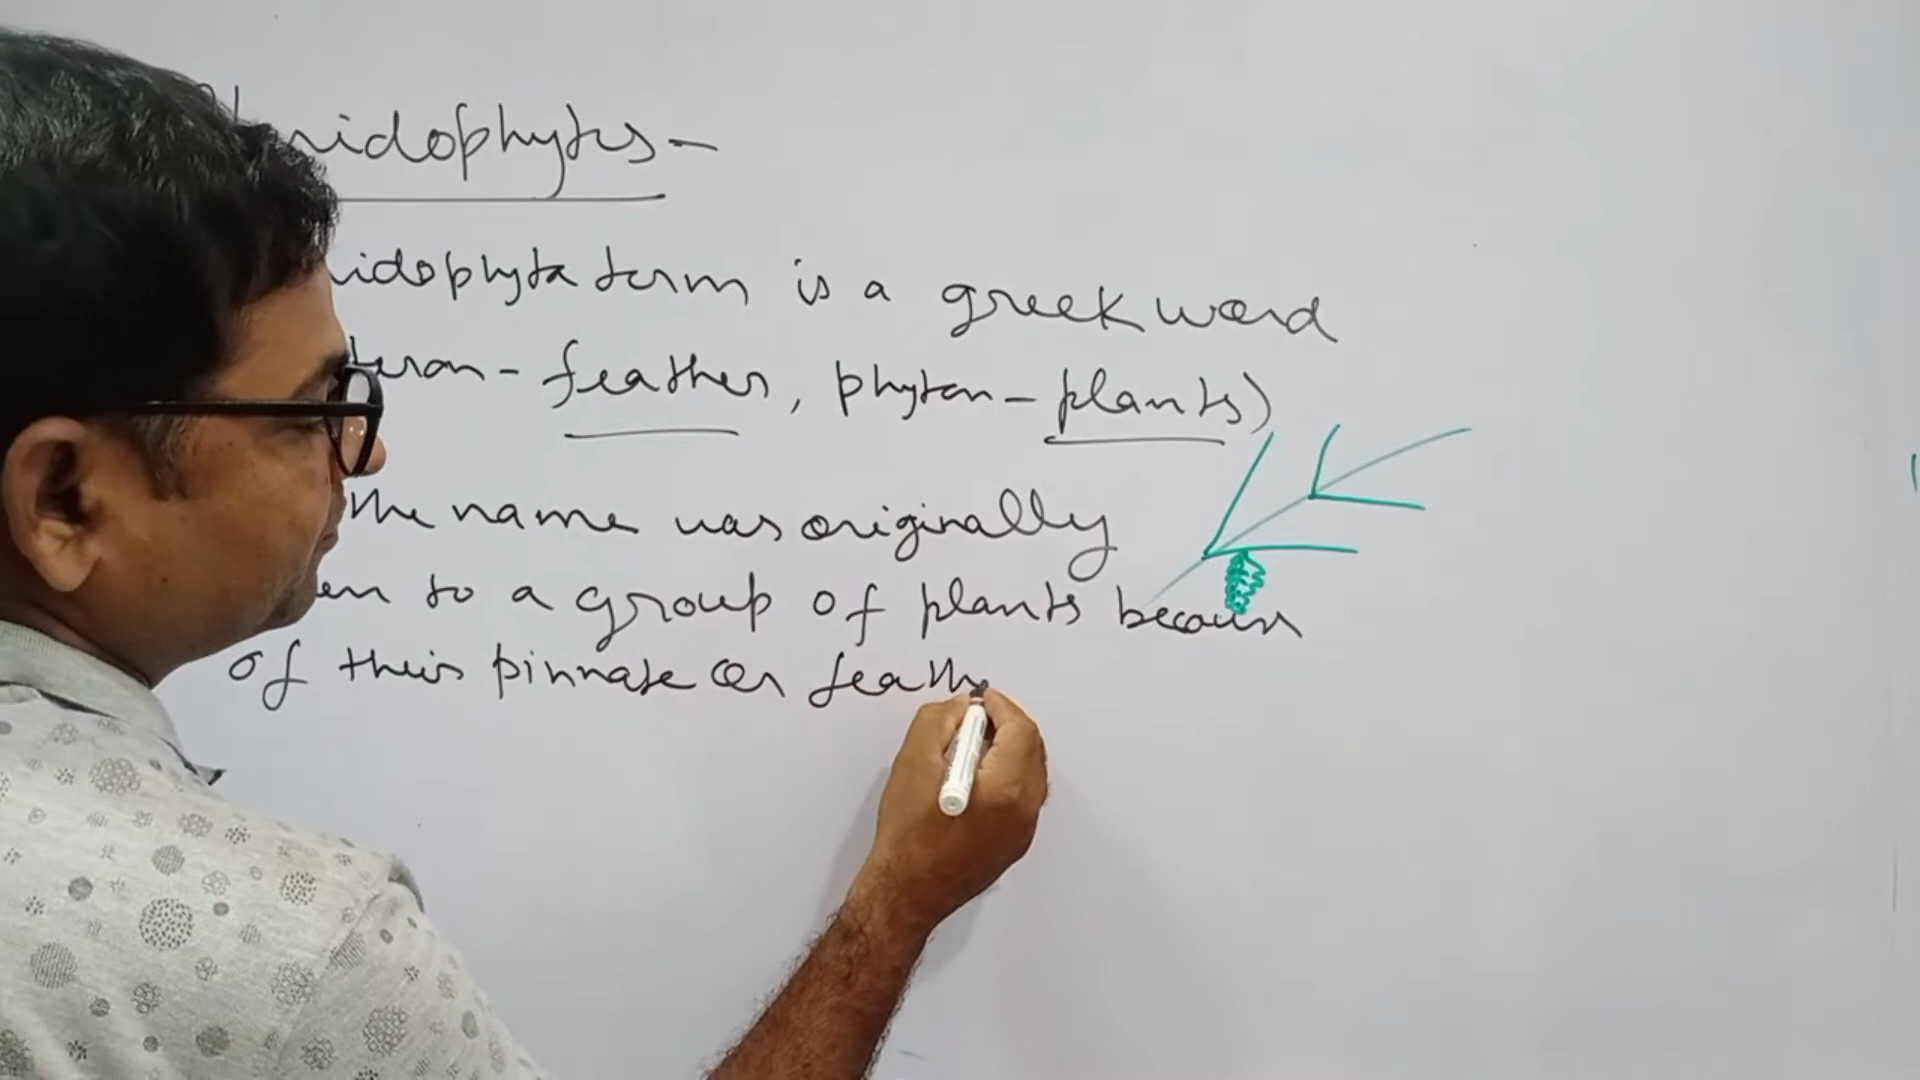 ridophytes-
idophyta term is a greek word
teron-feather, phyton-plants)
the name was originally
en to a group of plants because
of their pinnate or feath